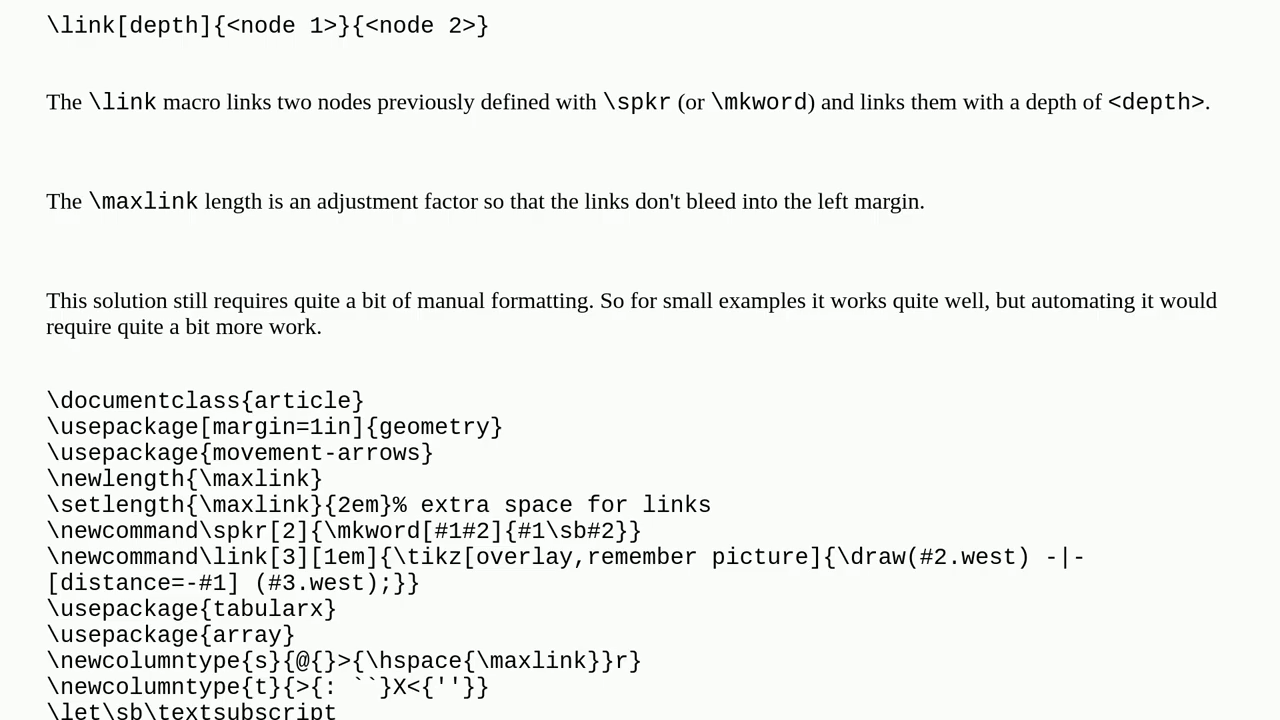 \link[depth]{<node 1>}{<node 2>}
The \link macro links two nodes previously defined with \spkr (or \mkword) and links them with a depth of <depth>.
The \maxlink length is an adjustment factor so that the links don't bleed into the left margin.
This solution still requires quite a bit of manual formatting. So for small examples it works quite well, but automating it would
require quite a bit more work.
\documentclass{article}
\usepackage[margin=1in]{geometry}
\usepackage{movement-arrows}
\newlength{\maxlink}
\setlength{\maxlink}{2em}% extra space for links
\newcommand\spkr[2]{\mkword[#1#2]{#1\sb#2}}
\newcommand\link[3][1em]{\tikz[overlay,remember picture]{\draw(#2.west) -|-
[distance=-#1] (#3.west);}}
\usepackage{tabularx}
\usepackage{array}
\newcolumntype{s}{@{}>{\hspace{\maxlink}}r}
\newcolumntype{t}{>{: ``}X<{''}}
\let\sb\textsubscript